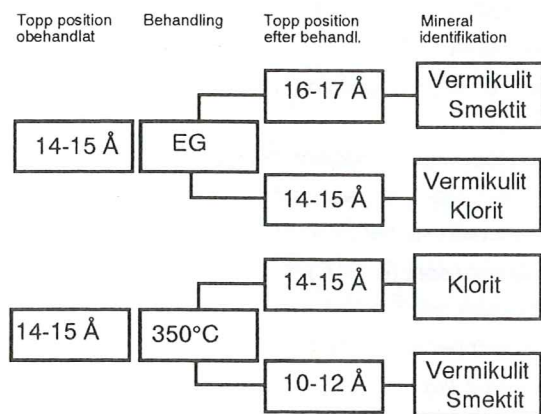 Topp position
obehandlat
Behandling
Topp position
efter behandl.
Mineral
identifikation
14-15 Å
EG
16-17 Å
Vermikulit
Smektit
14-15 Å
Vermikulit
Klorit
14-15 Å
350°C
14-15 Å
Klorit
10-12 Å
Vermikulit
Smektit